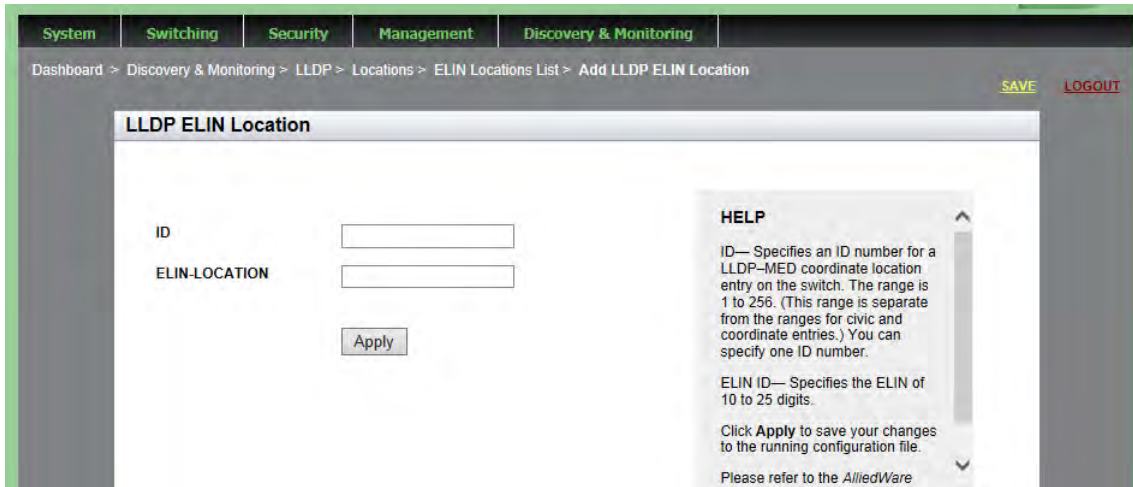 System Switching Security Management Discovery & Monitoring
Dashboard > Discovery & Monitoring > LLDP > Locations > ELIN Locations List > Add LLDP ELIN Location
SAVE LOGOUT
LLDP ELIN Location
ID
ELIN-LOCATION
Apply
HELP
ID— Specifies an ID number for a
LLDP–MED coordinate location
entry on the switch. The range is
1 to 256. (This range is separate
from the ranges for civic and
coordinate entries.) You can
specify one ID number.
ELIN ID— Specifies the ELIN of
10 to 25 digits.
Click Apply to save your changes
to the running configuration file.
Please refer to the AlliedWare